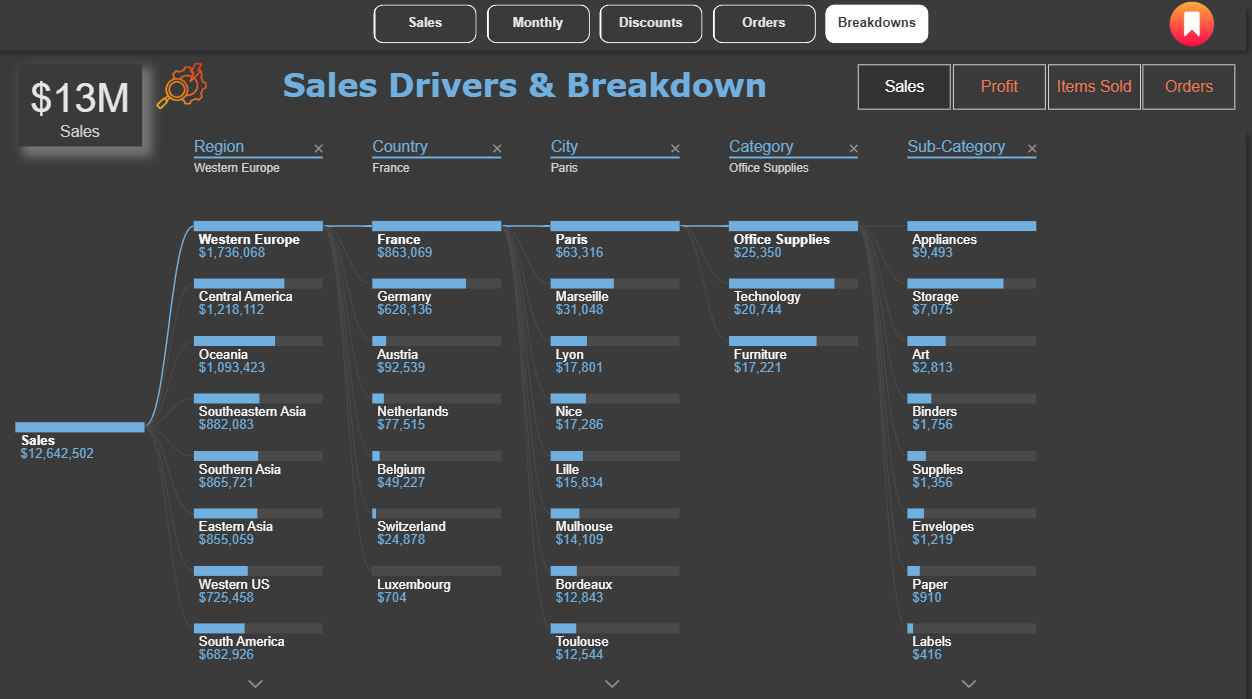 Sales
Monthly
Discounts
Orders
Breakdowns
$13M
Sales
Sales Drivers & Breakdown
Sales
Profit
Items Sold
Orders
Region
Western Europe
Country
France
City
Paris
Category
Office Supplies
Sub-Category
Sales
$12,642,502
Western Europe
$1,736,068
Central America
$1,218,112
Oceania
$1,093,423
Southeastern Asia
$882,083
Southern Asia
$865,721
Eastern Asia
$855,059
Western US
$725,458
South America
$682,926
France
$863,069
Germany
$628,136
Austria
$92,539
Netherlands
$77,515
Belgium
$49,227
Switzerland
$24,878
Luxembourg
$704
Paris
$63,316
Marseille
$31,048
Lyon
$17,801
Nice
$17,286
Lille
$15,834
Mulhouse
$14,109
Bordeaux
$12,843
Toulouse
$12,544
Office Supplies
$25,350
Technology
$20,744
Furniture
$17,221
Appliances
$9,493
Storage
$7,075
Art
$2,813
Binders
$1,756
Supplies
$1,356
Envelopes
$1,219
Paper
$910
Labels
$416